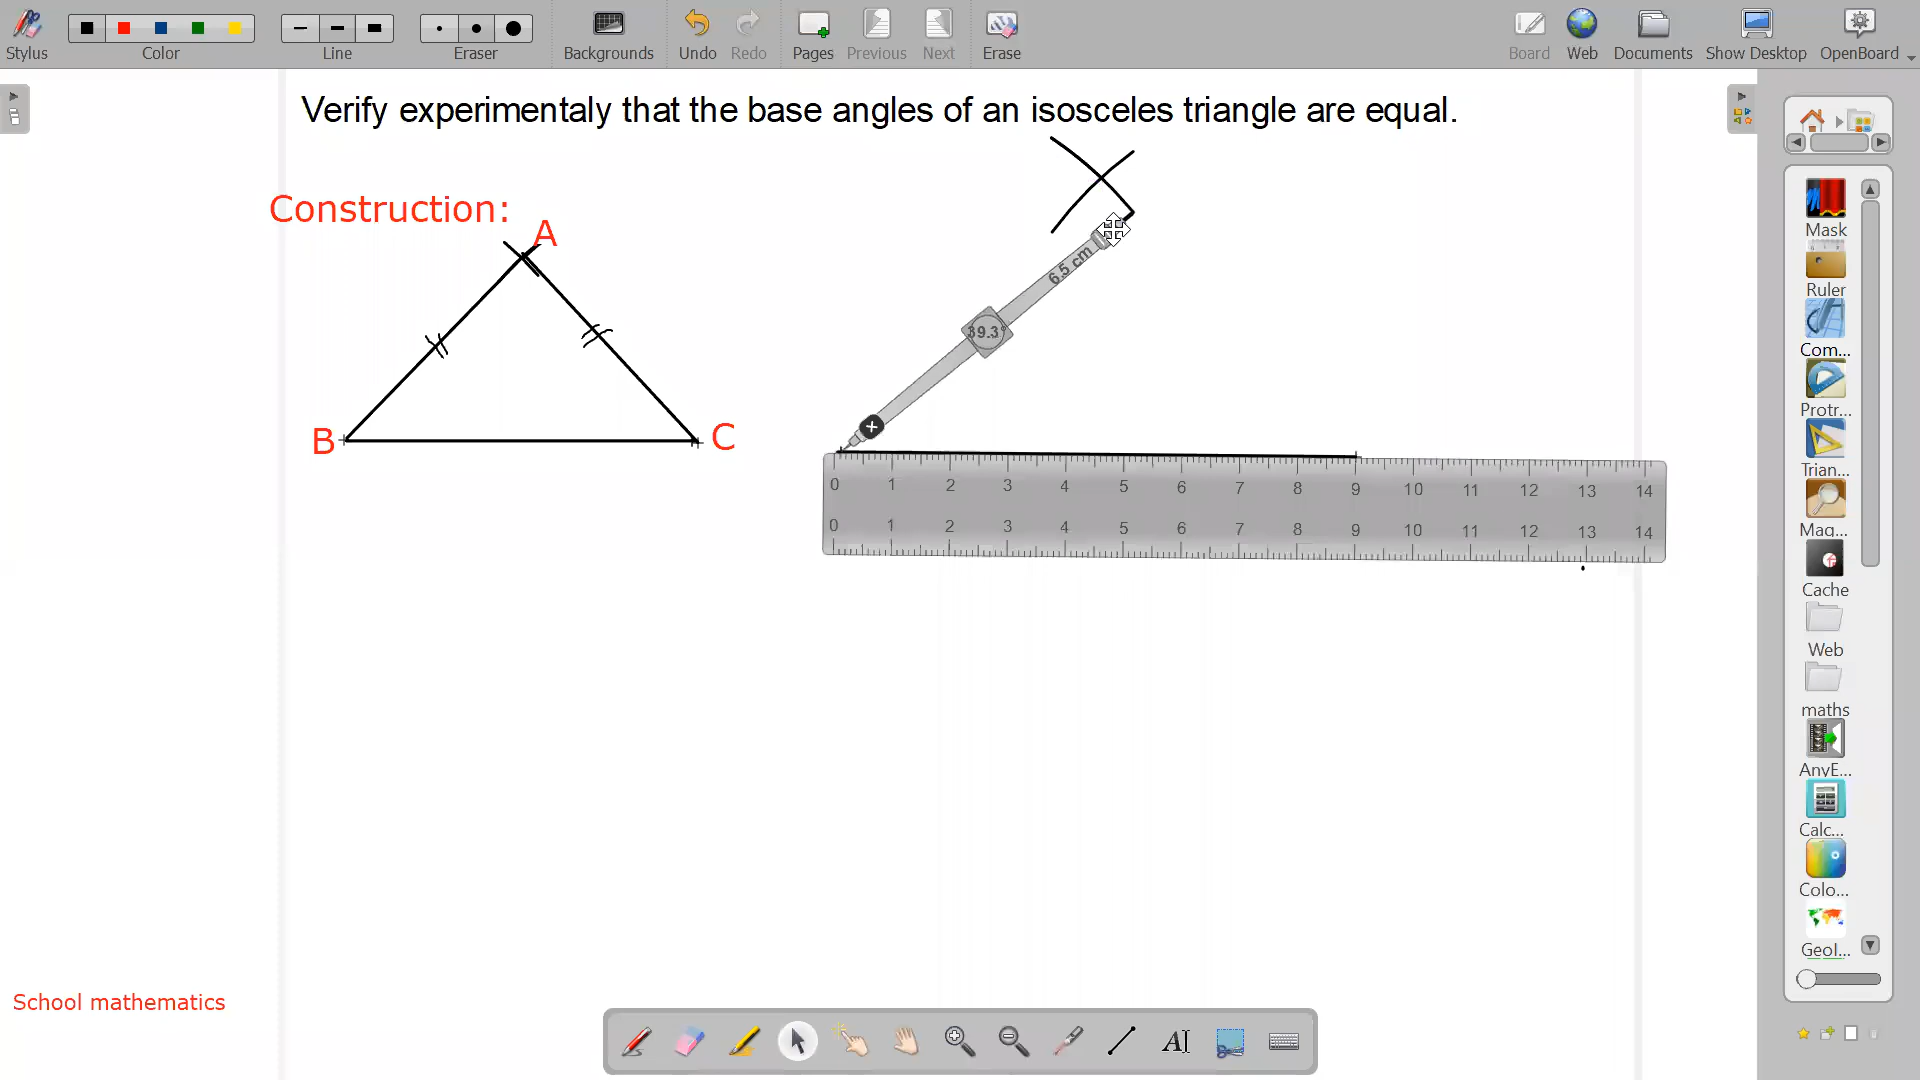 Stylus
Color
Line
Eraser
Backgrounds
Undo
Redo
Pages
Previous
Next
Erase
Board
Web
Documents
Show Desktop
OpenBoard
Verify experimentaly that the base angles of an isosceles triangle are equal.
Construction:
A
B
C
6.5 cm
39.3°
0 1 2 3 4 5 6 7 8 9 10 11 12 13 14
0 1 2 3 4 5 6 7 8 9 10 11 12 13 14
Mask
Ruler
Com...
Protr...
Trian...
Mag...
Cache
Web
maths
AnyE...
Calc...
Colo...
Geol...
School mathematics
AI